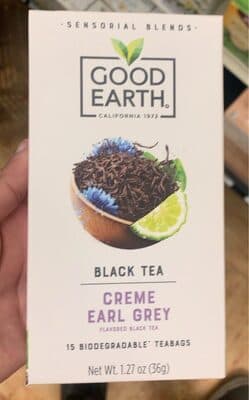 · SENSORIAL BLENDS ·
GOOD
EARTH®
CALIFORNIA 1972
BLACK TEA
CREME
EARL GREY
FLAVORED BLACK TEA
15 BIODEGRADABLE* TEABAGS
Net Wt. 1.27 oz (36g)